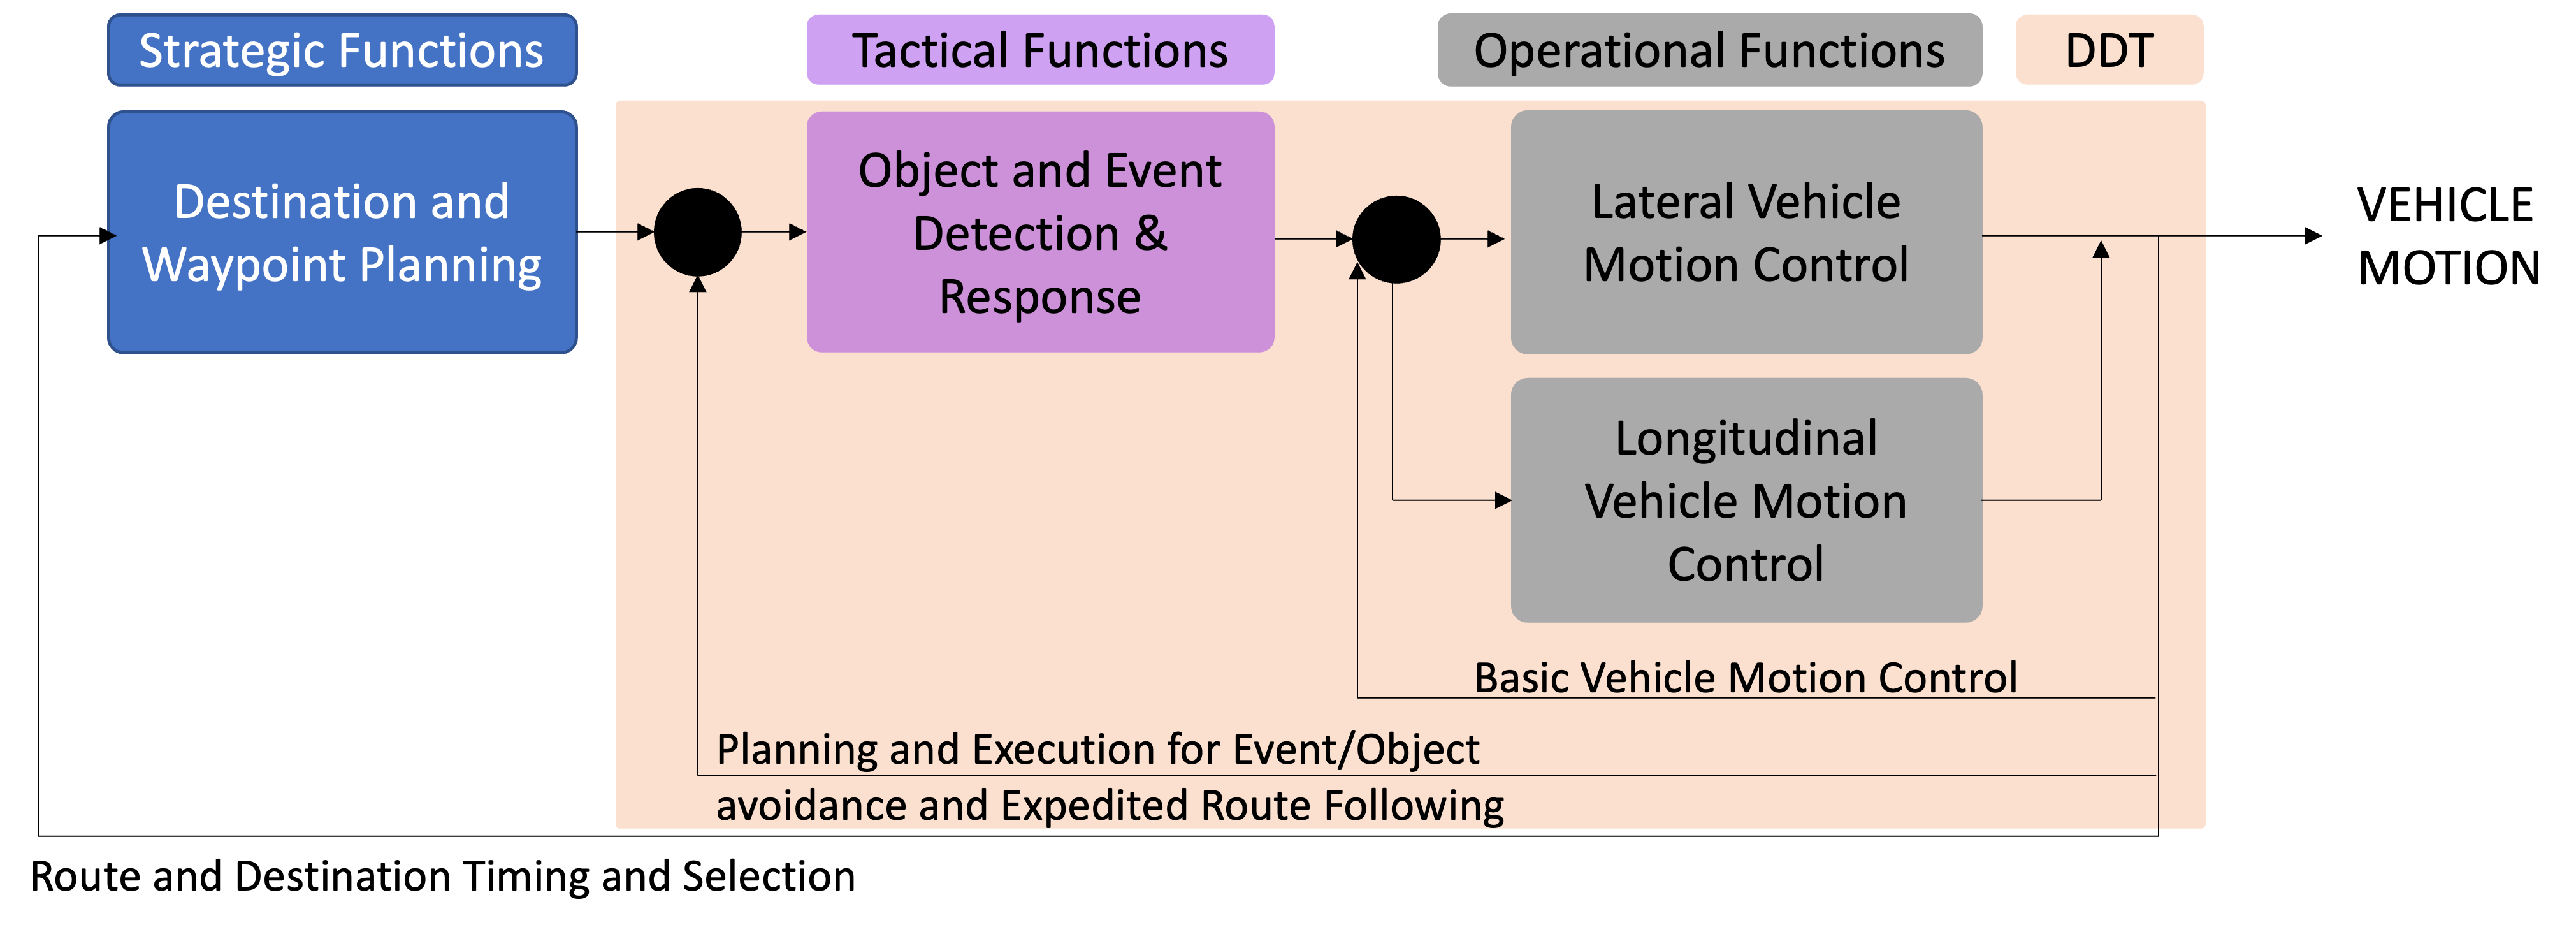 Strategic Functions
Tactical Functions
Operational Functions
DDT
Destination and
Waypoint Planning
Object and Event
Detection &
Response
Lateral Vehicle
Motion Control
VEHICLE
MOTION
Longitudinal
Vehicle Motion
Control
Basic Vehicle Motion Control
Planning and Execution for Event/Object
avoidance and Expedited Route Following
Route and Destination Timing and Selection